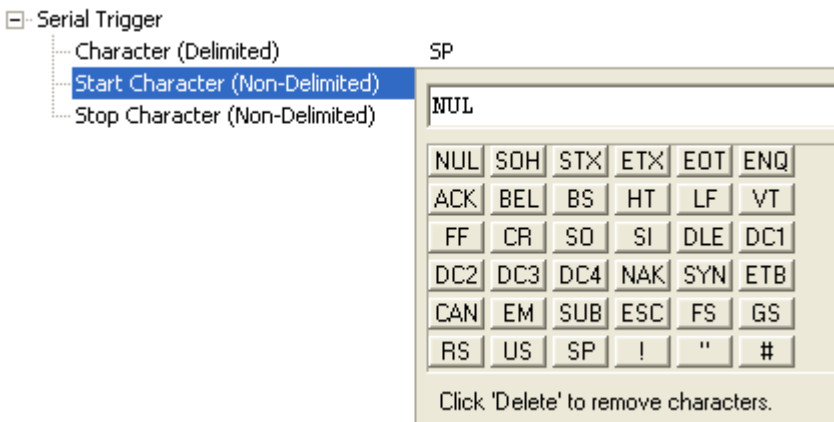 Serial Trigger
Character (Delimited) SP
Start Character (Non-Delimited)
Stop Character (Non-Delimited)
NUL
NUL SOH STX ETX EOT ENQ
ACK BEL BS HT LF VT
FF CR SO SI DLE DC1
DC2 DC3 DC4 NAK SYN ETB
CAN EM SUB ESC FS GS
RS US SP ! " #
Click 'Delete' to remove characters.